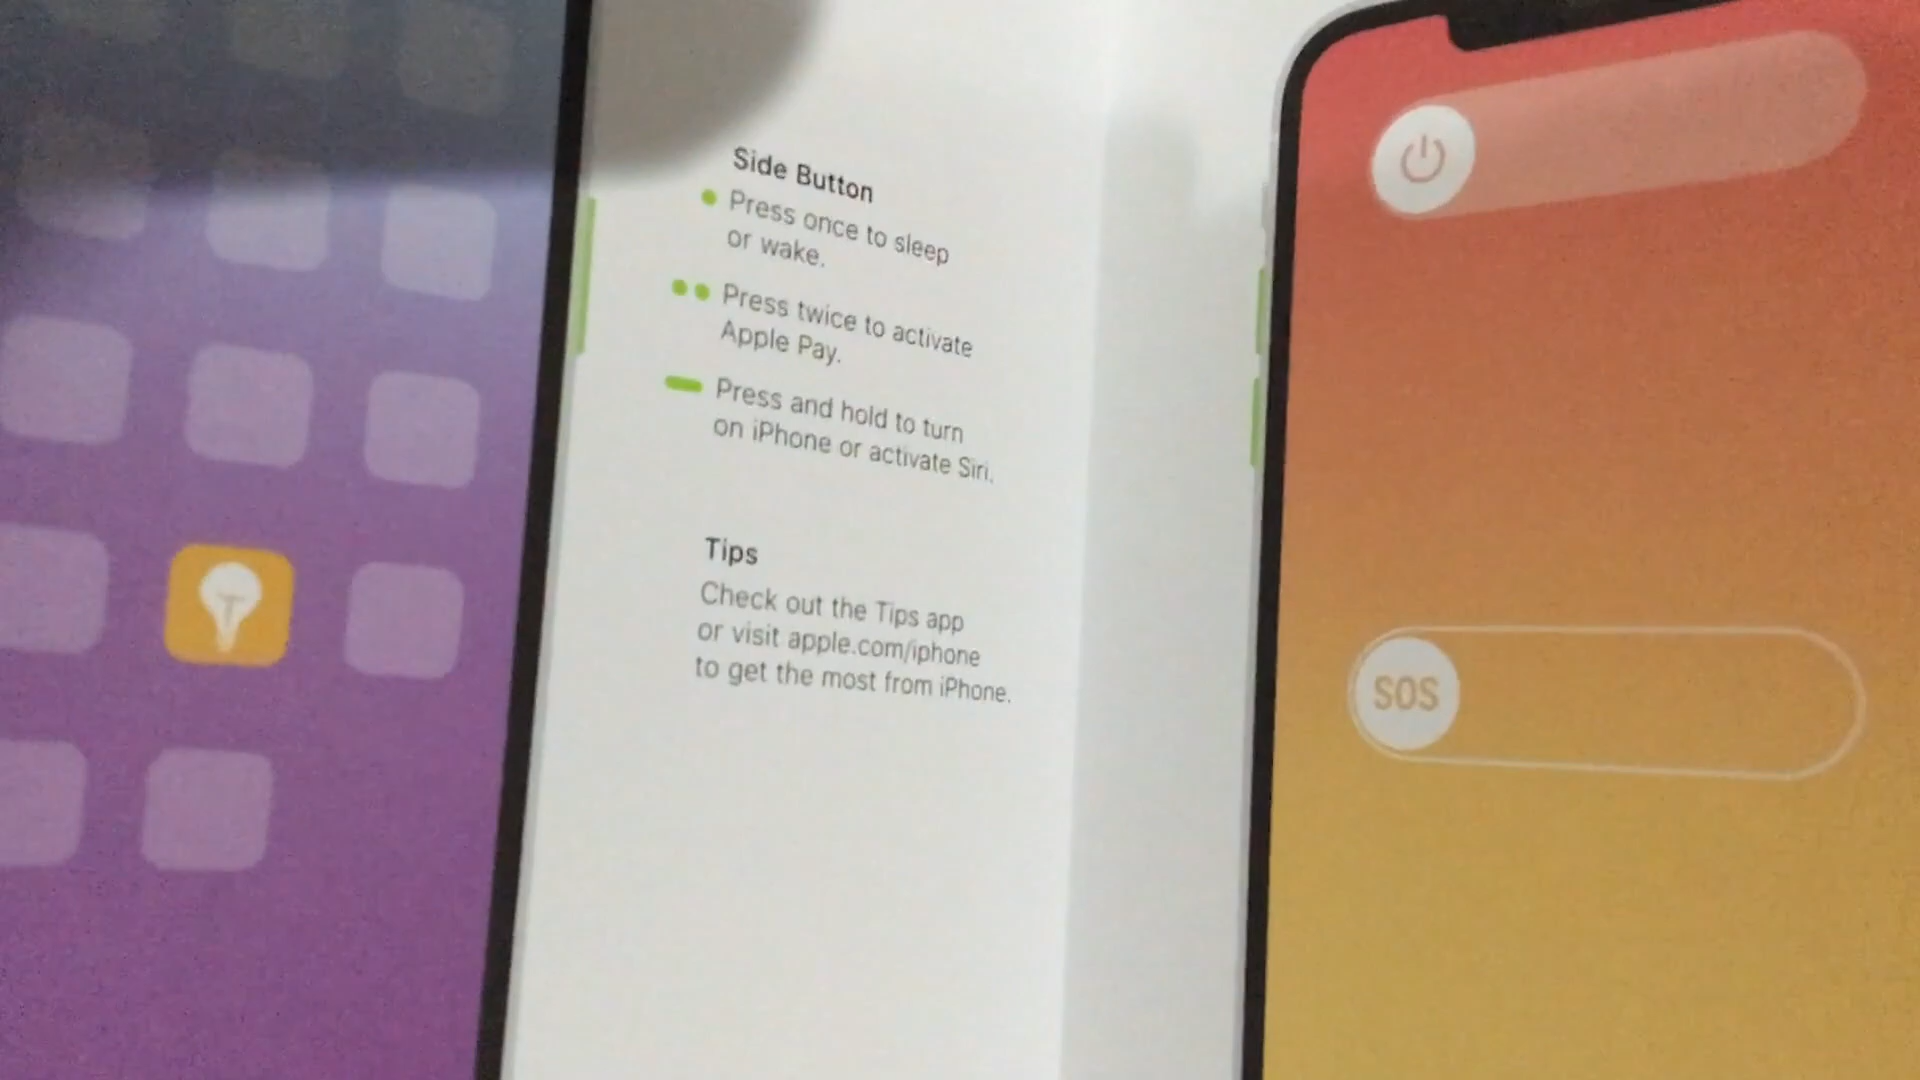 Side Button
Press once to sleep
or wake.
Press twice to activate
Apple Pay.
Press and hold to turn
on iPhone or activate Siri.
Tips
Check out the Tips app
or visit apple.com/iphone
to get the most from iPhone.
SOS